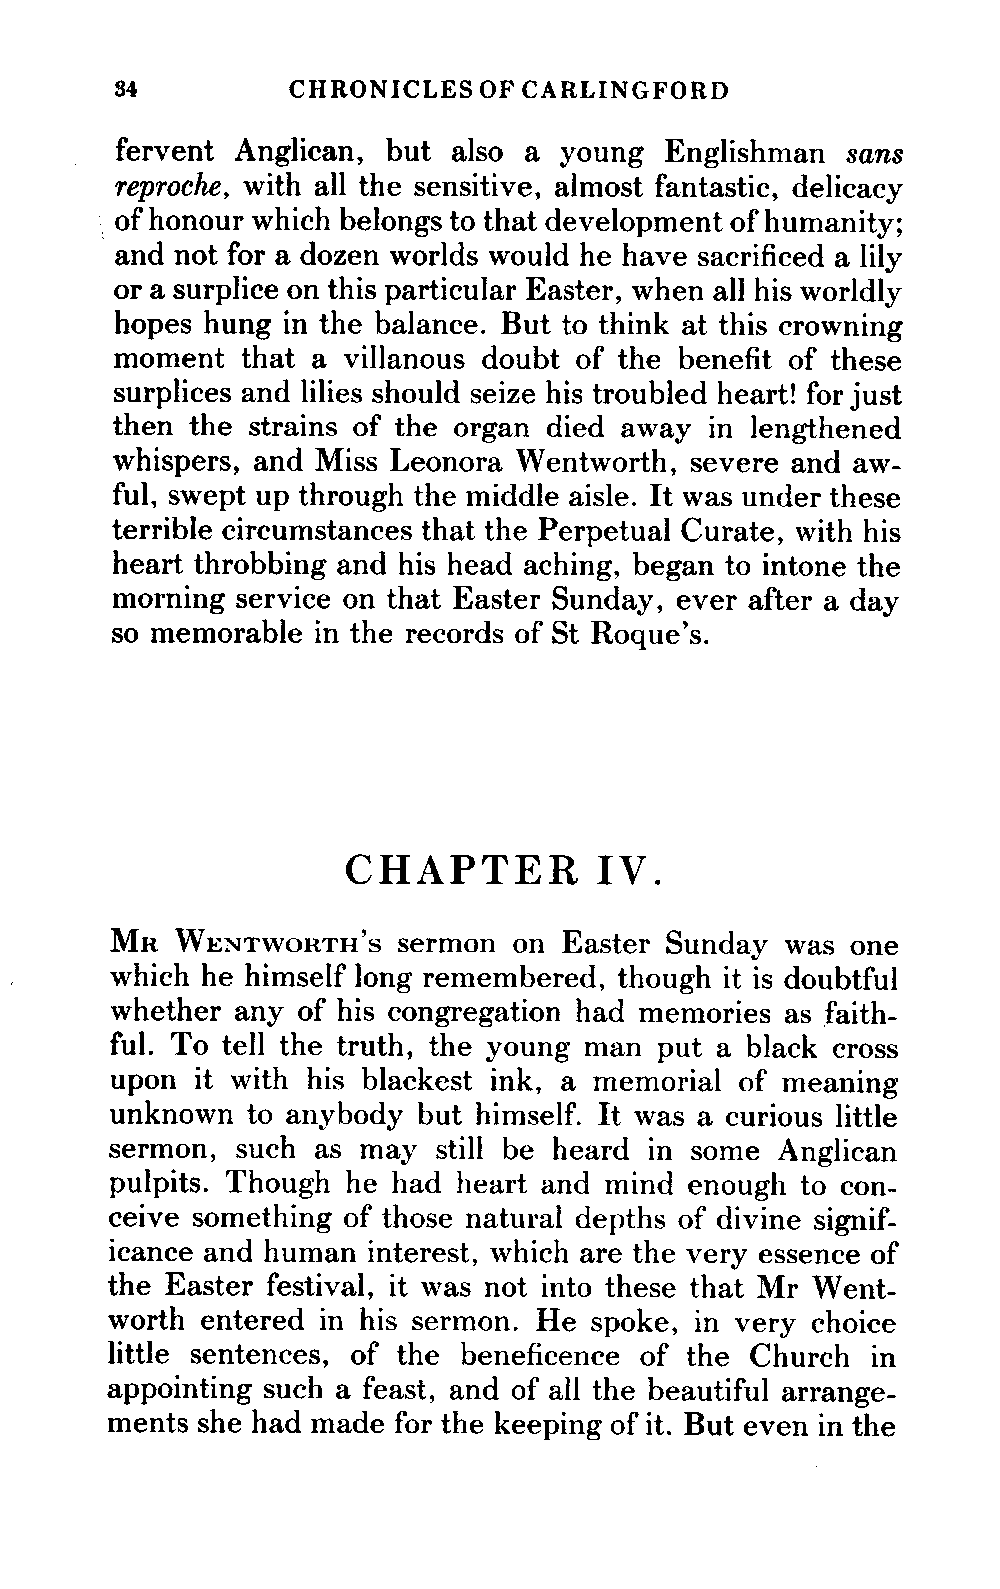 34 CHRONICLES OF CARLINGFORD
fervent Anglican, but also a young Englishman sans
reproche, with all the sensitive, almost fantastic, delicacy
of honour which belongs to that development of humanity;
and not for a dozen worlds would he have sacrificed a lily
or a surplice on this particular Easter, when all his worldly
hopes hung in the balance. But to think at this crowning
moment that a villanous doubt of the benefit of these
surplices and lilies should seize his troubled heart! for just
then the strains of the organ died away in lengthened
whispers, and Miss Leonora Wentworth, severe and aw-
ful, swept up through the middle aisle. It was under these
terrible circumstances that the Perpetual Curate, with his
heart throbbing and his head aching, began to intone the
morning service on that Easter Sunday, ever after a day
so memorable in the records of St Roque's.
CHAPTER IV.
MR WENTWORTH's sermon on Easter Sunday was one
which he himself long remembered, though it is doubtful
whether any of his congregation had memories as faith-
ful. To tell the truth, the young man put a black cross
upon it with his blackest ink, a memorial of meaning
unknown to anybody but himself. It was a curious little
sermon, such as may still be heard in some Anglican
pulpits. Though he had heart and mind enough to con-
ceive something of those natural depths of divine signif-
icance and human interest, which are the very essence of
the Easter festival, it was not into these that Mr Went-
worth entered in his sermon. He spoke, in very choice
little sentences, of the beneficence of the Church in
appointing such a feast, and of all the beautiful arrange-
ments she had made for the keeping of it. But even in the